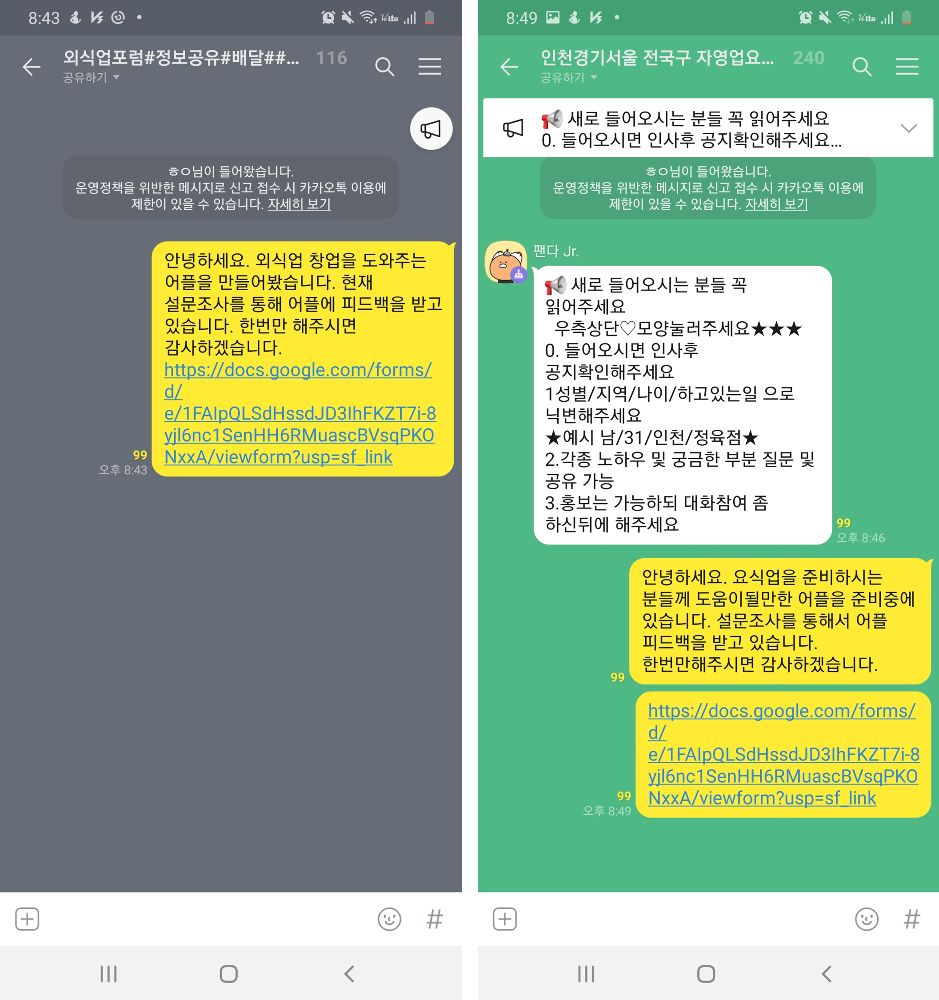 8:43
Vo)lte
외식업포럼#정보공유#배달##... 116
공유하기
ㅎㅇ님이 들어왔습니다.
운영정책을 위반한 메시지로 신고 접수 시 카카오톡 이용에
제한이 있을 수 있습니다. 자세히 보기
안녕하세요. 외식업 창업을 도와주는
어플을 만들어봤습니다. 현재
설문조사를 통해 어플에 피드백을 받고
있습니다. 한번만 해주시면
감사하겠습니다.
https://docs.google.com/forms/
d/
e/1FAIpQLSdHssdJD3IhFKZT7i-8
yjl6nc1SenHH6RMuascBVsqPKO
NxxA/viewform?usp=sf_link
99
오후 8:43
#
8:49
Vo)lte
인천경기서울 전국구 자영업요... 240
공유하기
📢 새로 들어오시는 분들 꼭 읽어주세요
0. 들어오시면 인사후 공지확인해주세요...
ㅎㅇ님이 들어왔습니다.
운영정책을 위반한 메시지로 신고 접수 시 카카오톡 이용에
제한이 있을 수 있습니다. 자세히 보기
팬다 Jr.
📢 새로 들어오시는 분들 꼭
읽어주세요
우측상단♡모양눌러주세요★★★
0. 들어오시면 인사후
공지확인해주세요
1성별/지역/나이/하고있는일 으로
닉변해주세요
★예시 남/31/인천/정육점★
2.각종 노하우 및 궁금한 부분 질문 및
공유 가능
3.홍보는 가능하되 대화참여 좀
하신뒤에 해주세요
99
오후 8:46
안녕하세요. 요식업을 준비하시는
분들께 도움이될만한 어플을 준비중에
있습니다. 설문조사를 통해서 어플
피드백을 받고 있습니다.
한번만해주시면 감사하겠습니다.
99
https://docs.google.com/forms/
d/
e/1FAIpQLSdHssdJD3IhFKZT7i-8
yjl6nc1SenHH6RMuascBVsqPKO
NxxA/viewform?usp=sf_link
99
오후 8:49
#